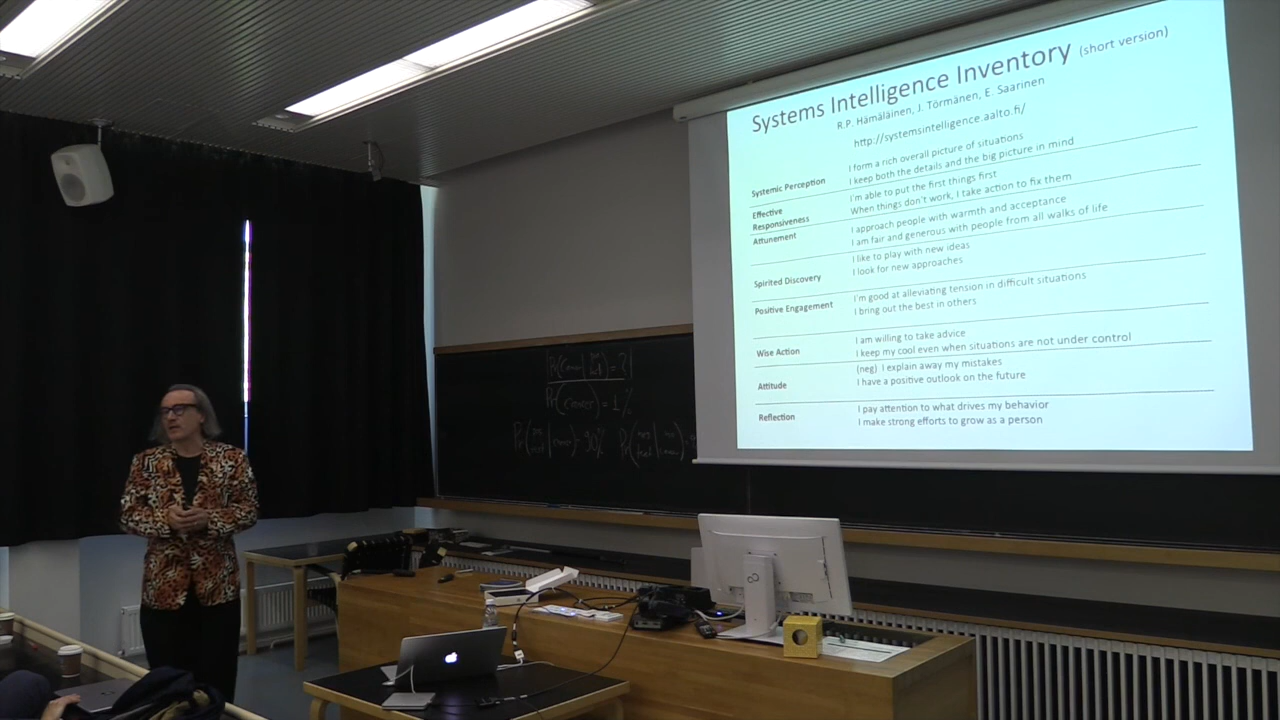 Systems Intelligence Inventory (short version)
R.P. Hämäläinen, J. Törmänen, E. Saarinen
http://systemsintelligence.aalto.fi/
Systemic Perception
I form a rich overall picture of situations
I keep both the details and the big picture in mind
Effective
Responsiveness
I'm able to put the first things first
When things don't work, I take action to fix them
Attunement
I approach people with warmth and acceptance
I am fair and generous with people from all walks of life
Spirited Discovery
I like to play with new ideas
I look for new approaches
Positive Engagement
I'm good at alleviating tension in difficult situations
I bring out the best in others
Wise Action
I am willing to take advice
I keep my cool even when situations are not under control
Attitude
(neg) I explain away my mistakes
I have a positive outlook on the future
Reflection
I pay attention to what drives my behavior
I make strong efforts to grow as a person
Pr(cancer) = 1%